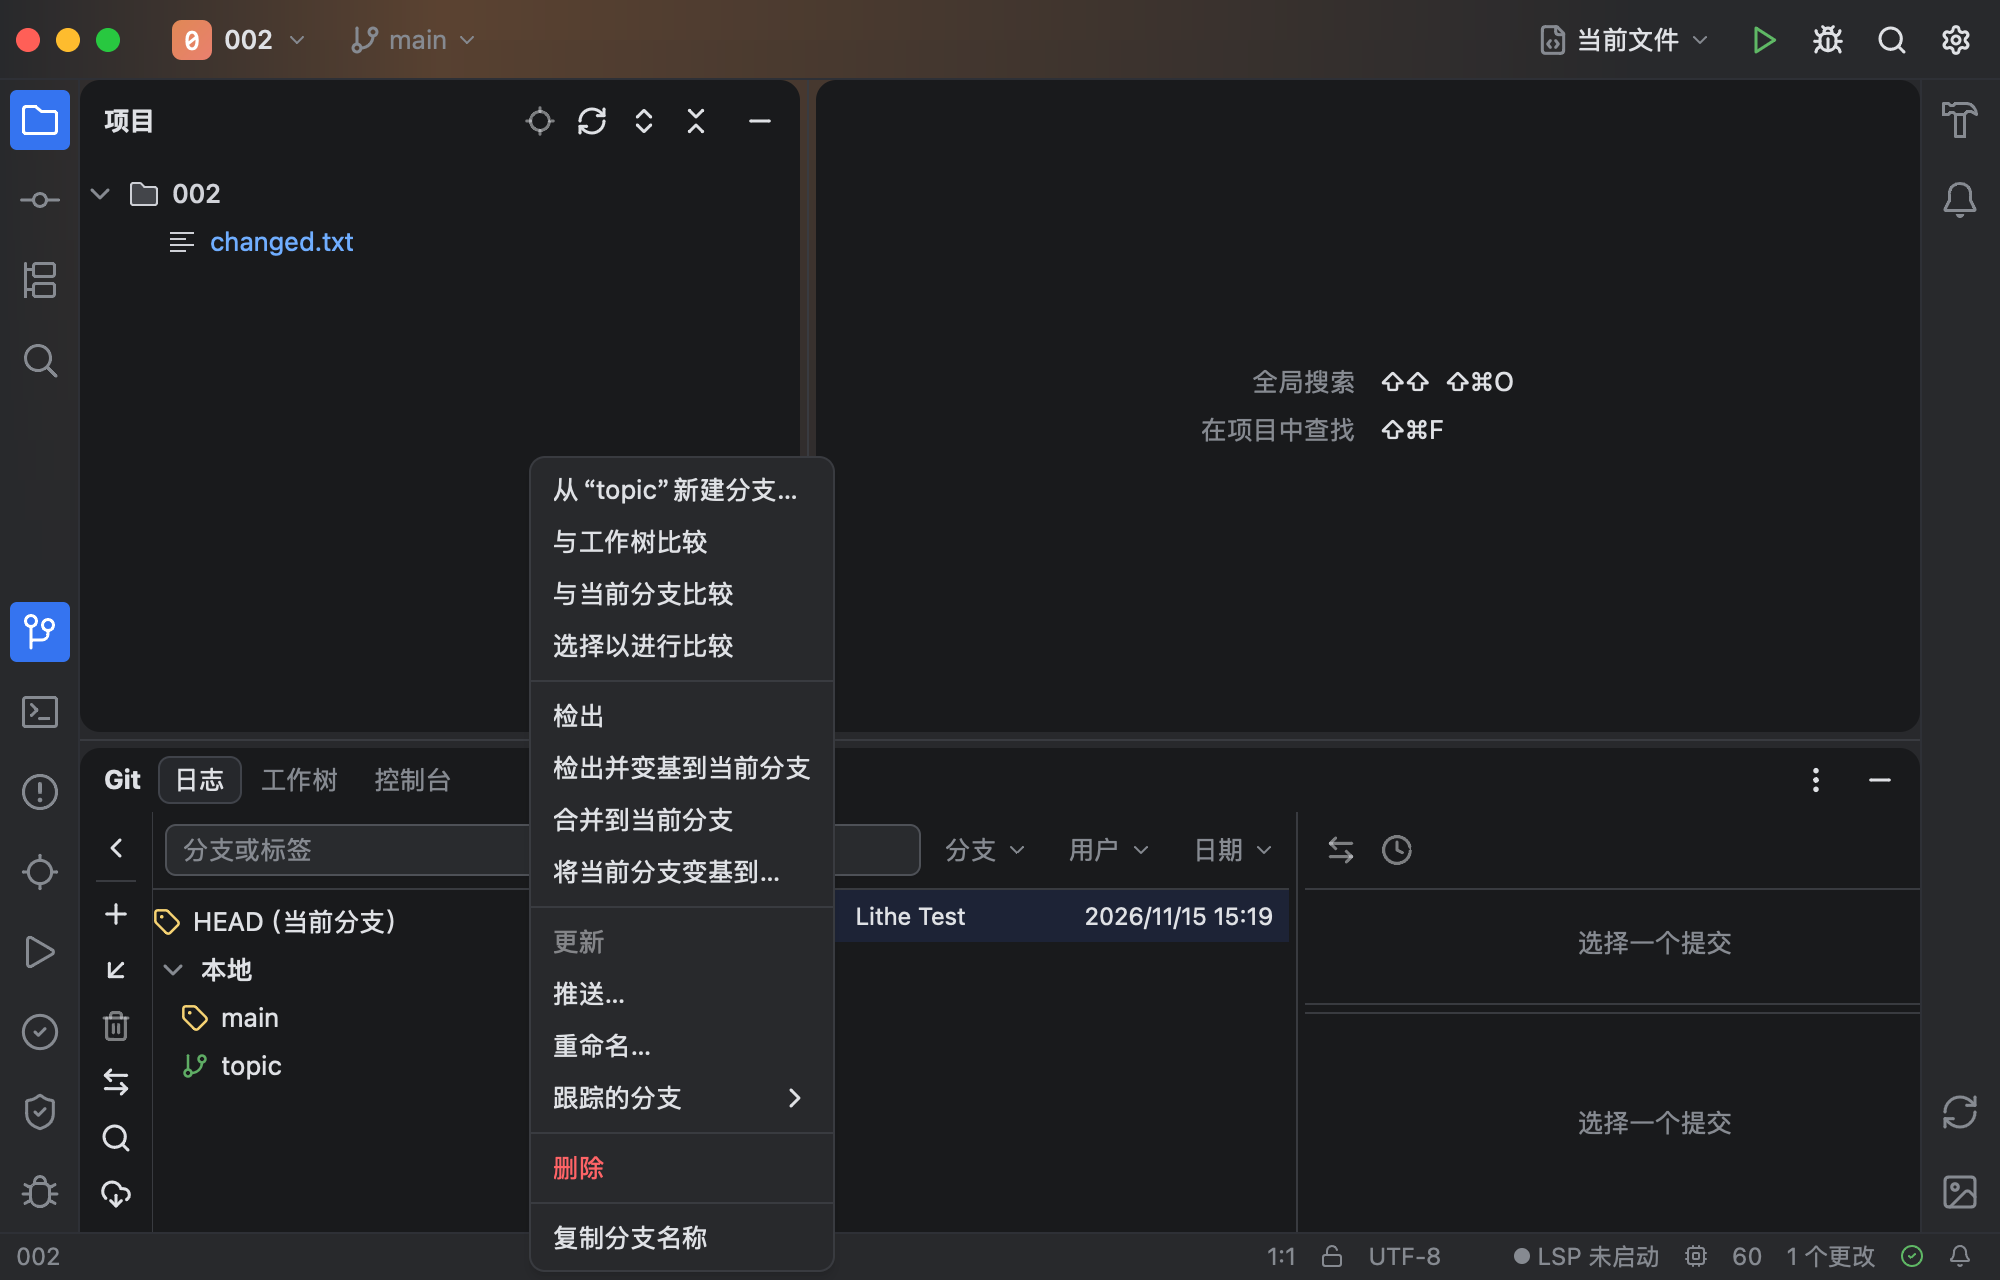 002
main
当前文件
项目
002
changed.txt
全局搜索 ⇧⇧ ⇧⌘O
在项目中查找 ⇧⌘F
从“topic”新建分支...
与工作树比较
与当前分支比较
选择以进行比较
检出
检出并变基到当前分支
合并到当前分支
将当前分支变基到...
更新
推送...
重命名...
跟踪的分支
删除
复制分支名称
Git 日志 工作树 控制台
分支或标签
分支 用户 日期
HEAD (当前分支)
本地
main
topic
Lithe Test 2026/11/15 15:19
选择一个提交
选择一个提交
002
1:1 UTF-8 LSP 未启动 60 1 个更改